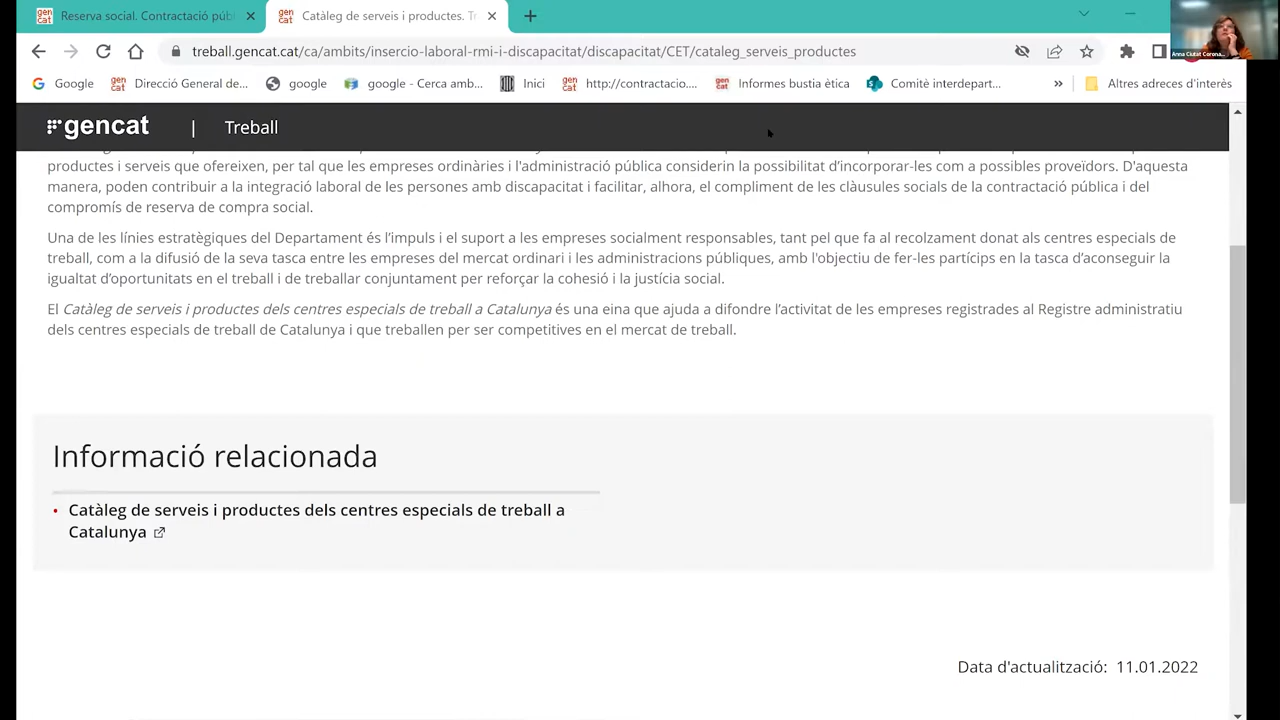 Reserva social. Contractació públ
Catàleg de serveis i productes. Tr
treball.gencat.cat/ca/ambits/insercio-laboral-rmi-i-discapacitat/discapacitat/CET/cataleg_serveis_productes
Anna Ciutat Corona...
Google
Direcció General de...
google
google - Cerca amb...
Inici
http://contractacio....
Informes bustia ètica
Comitè interdepart...
»
Altres adreces d'interès
gencat | Treball
productes i serveis que ofereixen, per tal que les empreses ordinàries i l'administració pública considerin la possibilitat d’incorporar-les com a possibles proveïdors. D'aquesta
manera, poden contribuir a la integració laboral de les persones amb discapacitat i facilitar, alhora, el compliment de les clàusules socials de la contractació pública i del
compromís de reserva de compra social.
Una de les línies estratègiques del Departament és l’impuls i el suport a les empreses socialment responsables, tant pel que fa al recolzament donat als centres especials de
treball, com a la difusió de la seva tasca entre les empreses del mercat ordinari i les administracions públiques, amb l'objectiu de fer-les partícips en la tasca d’aconseguir la
igualtat d’oportunitats en el treball i de treballar conjuntament per reforçar la cohesió i la justícia social.
El Catàleg de serveis i productes dels centres especials de treball a Catalunya és una eina que ajuda a difondre l’activitat de les empreses registrades al Registre administratiu
dels centres especials de treball de Catalunya i que treballen per ser competitives en el mercat de treball.
Informació relacionada
• Catàleg de serveis i productes dels centres especials de treball a
Catalunya
Data d'actualització: 11.01.2022